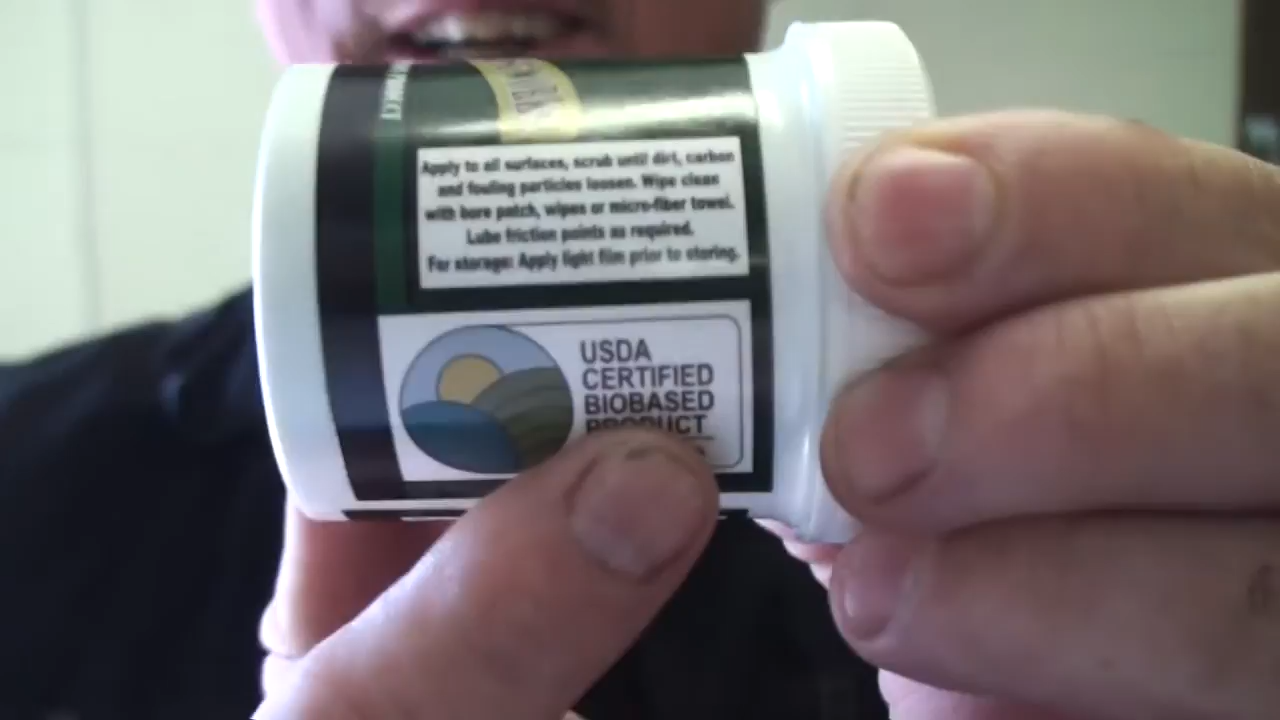 Apply to all surfaces, scrub until dirt, carbon
and fouling particles loosen. Wipe clean
with bore patch, wipes or micro-fiber towel.
Lube friction points as required.
For storage: Apply light film prior to storing.
USDA
CERTIFIED
BIOBASED
PRODUCT